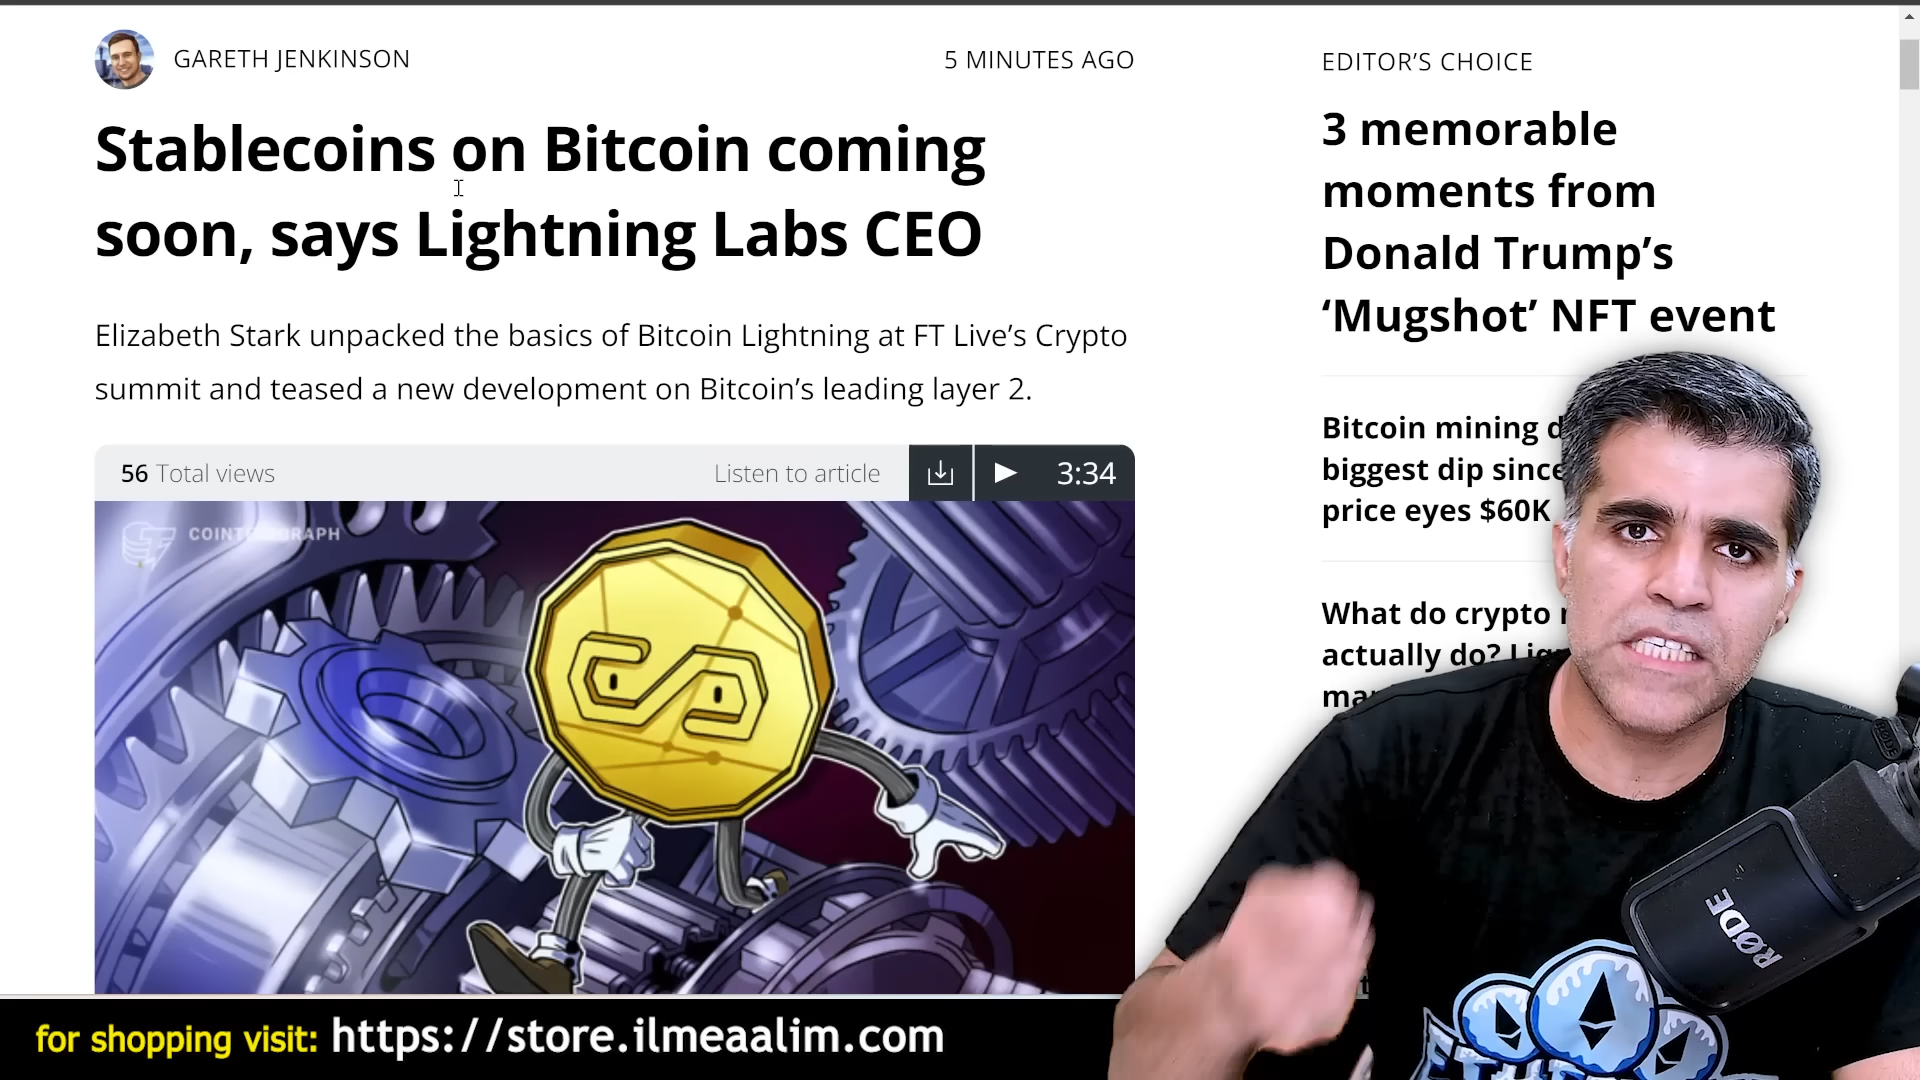 GARETH JENKINSON
5 MINUTES AGO
Stablecoins on Bitcoin coming
soon, says Lightning Labs CEO
Elizabeth Stark unpacked the basics of Bitcoin Lightning at FT Live's Crypto
summit and teased a new development on Bitcoin's leading layer 2.
56 Total views
Listen to article
3:34
EDITOR'S CHOICE
3 memorable
moments from
Donald Trump's
‘Mugshot’ NFT event
Bitcoin mining
biggest dip since
price eyes $60K
What do crypto
actually do?
RØDE
for shopping visit: https://store.ilmeaalim.com